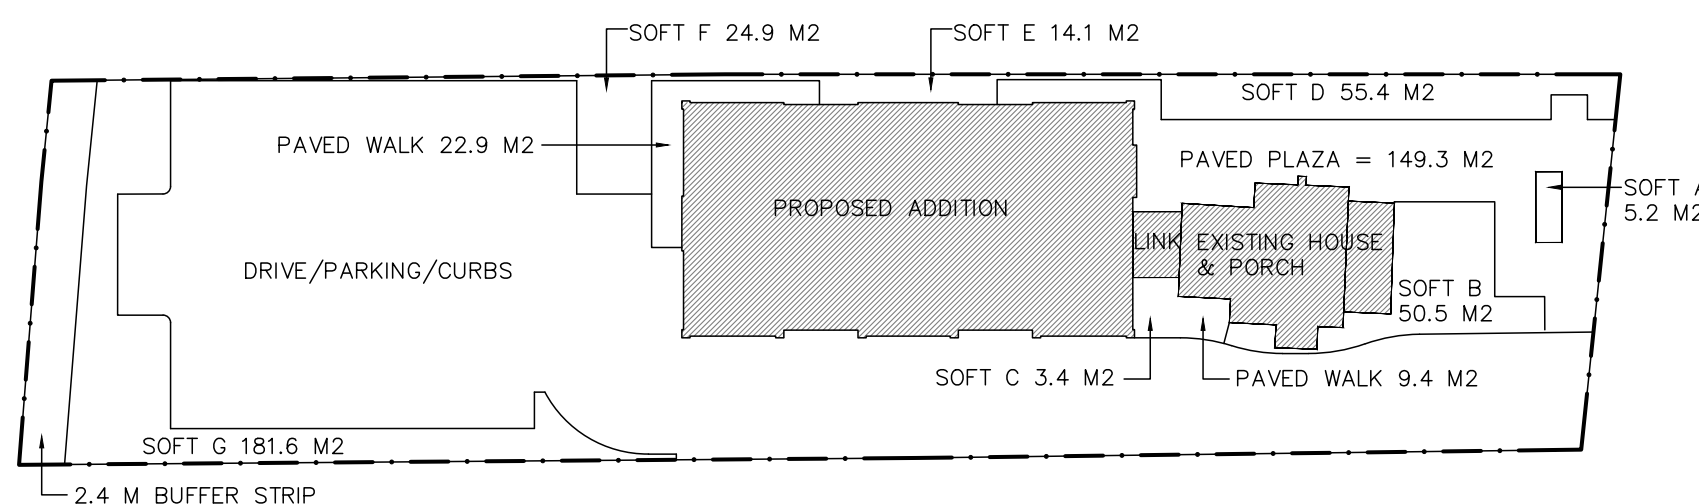 SOFT F 24.9 M2
SOFT E 14.1 M2
SOFT D 55.4 M2
PAVED WALK 22.9 M2
PAVED PLAZA = 149.3 M2
SOFT A
5.2 M2
PROPOSED ADDITION
LINK
EXISTING HOUSE
& PORCH
DRIVE/PARKING/CURBS
SOFT B
50.5 M2
SOFT C 3.4 M2
PAVED WALK 9.4 M2
SOFT G 181.6 M2
2.4 M BUFFER STRIP